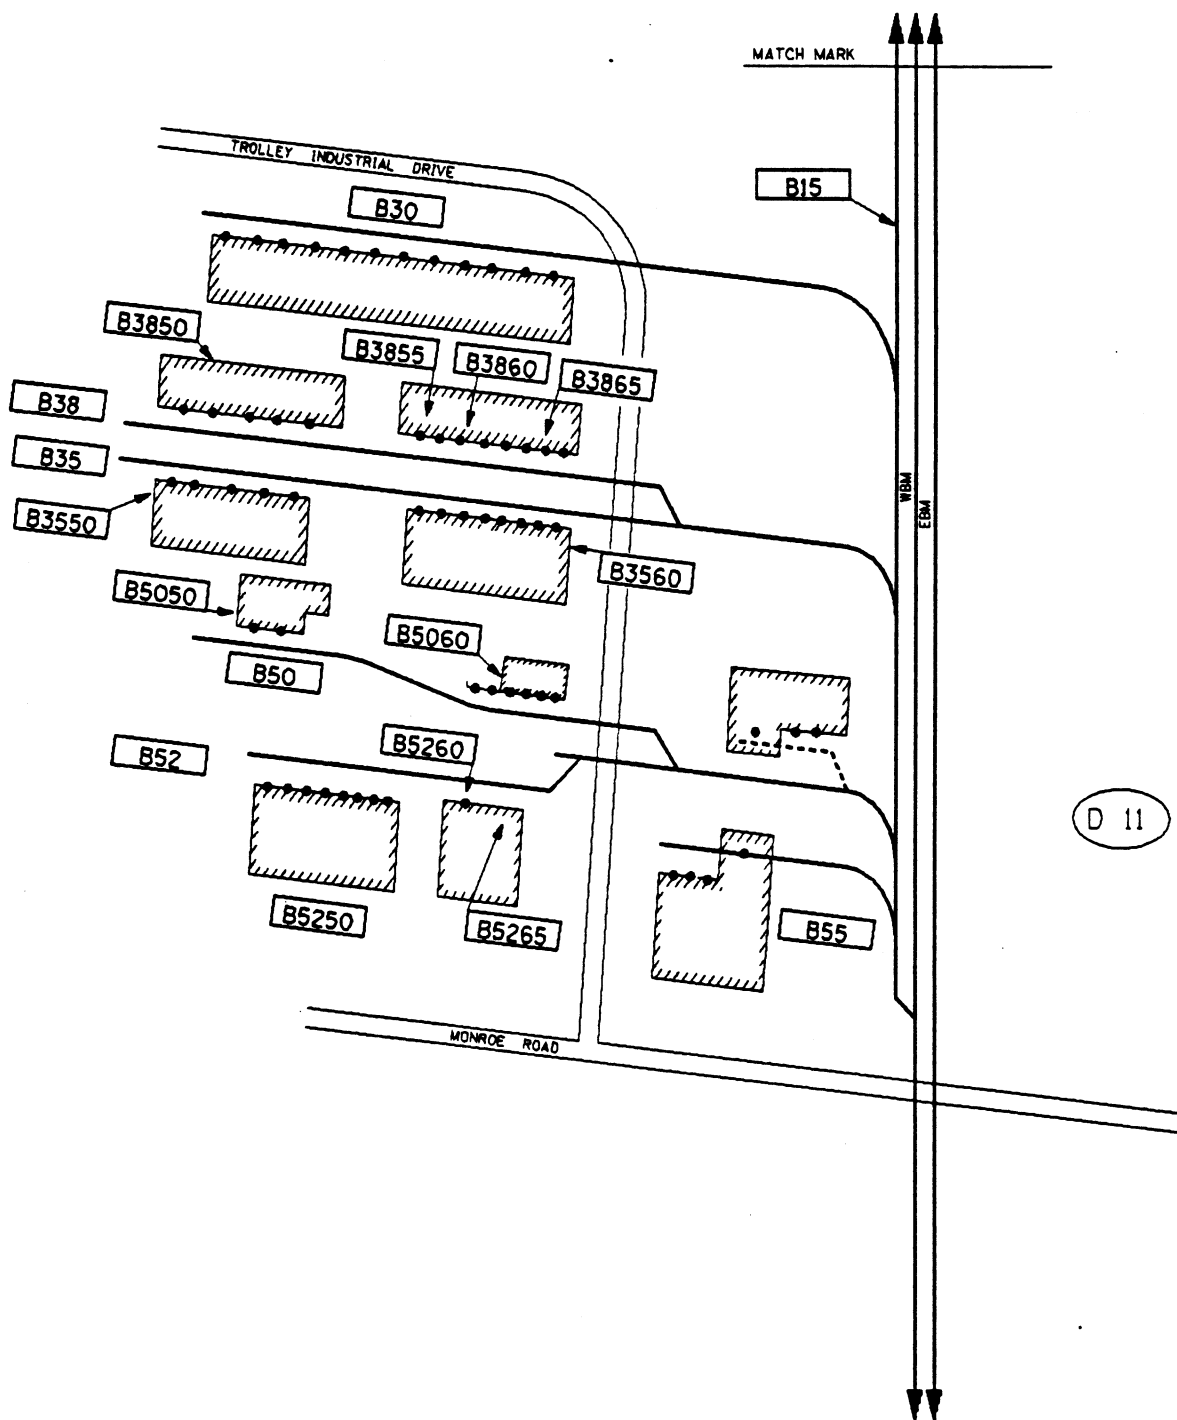 MATCH MARK
TROLLEY INDUSTRIAL DRIVE
B15
B30
B3850
B3855
B3860
B3865
B38
B35
WBM
EBM
B3550
B3560
B5050
B5060
B50
B52
B5260
D 11
B5250
B5265
B55
MONROE ROAD